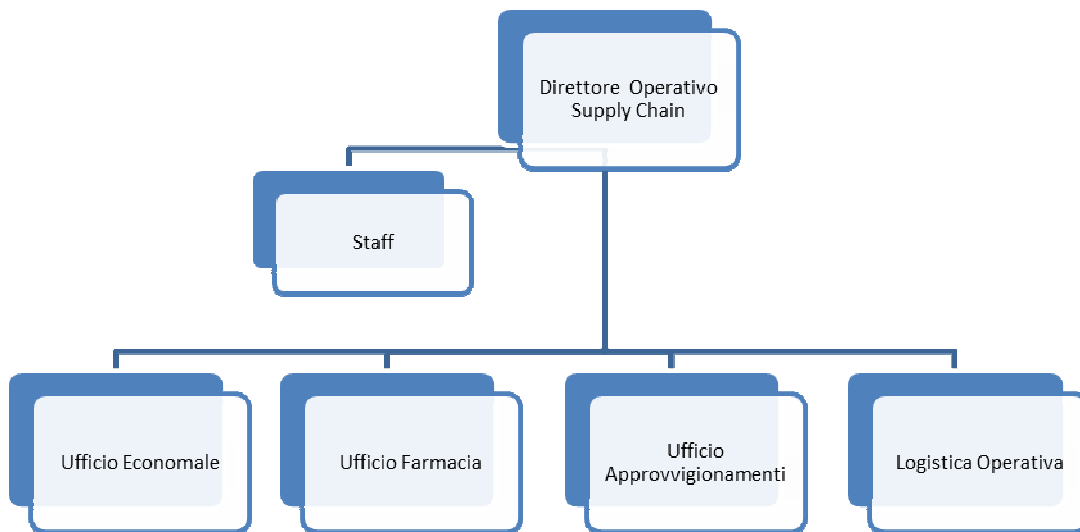 Direttore Operativo
Supply Chain
Staff
Ufficio Economale
Ufficio Farmacia
Ufficio
Approvvigionamenti
Logistica Operativa